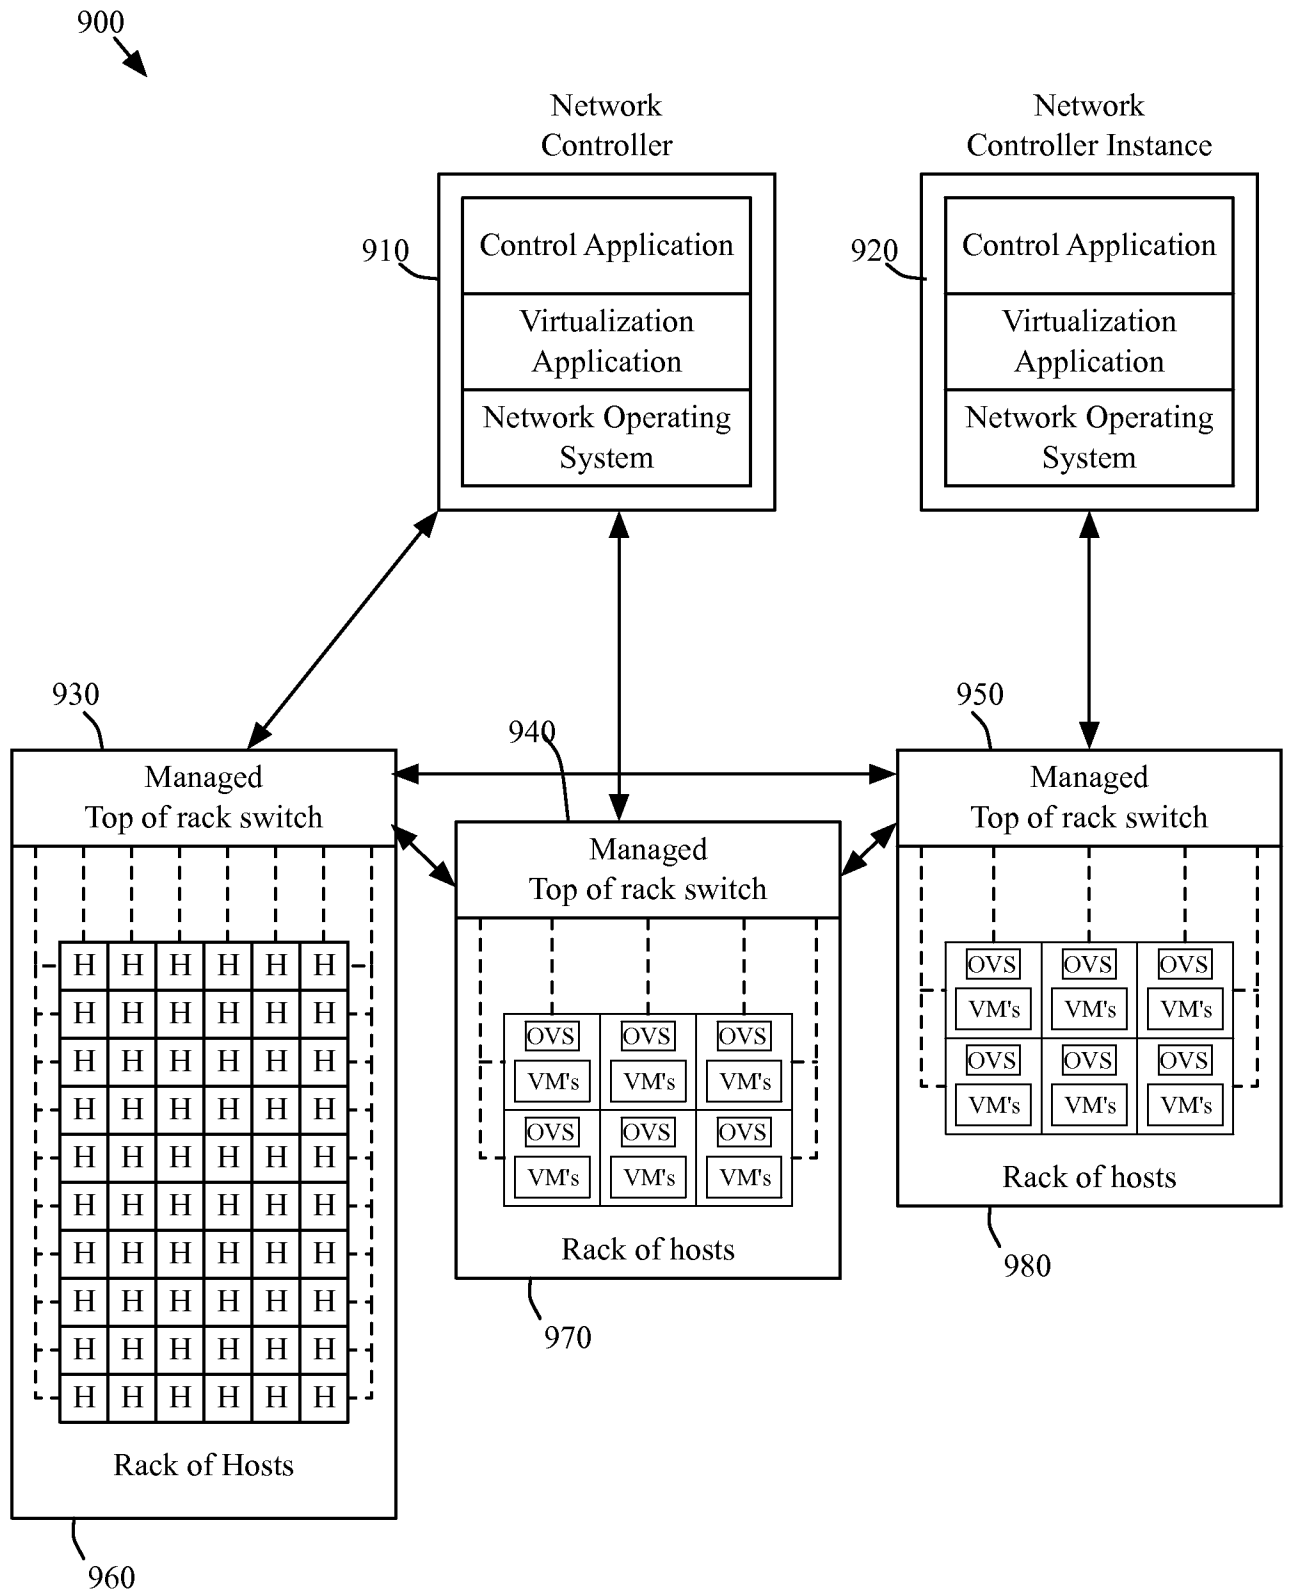 900
Network
Controller
Network
Controller Instance
910
Control Application
Virtualization
Application
Network Operating
System
920
Control Application
Virtualization
Application
Network Operating
System
930
940
950
Managed
Top of rack switch
Managed
Top of rack switch
Managed
Top of rack switch
H H H H H H
H H H H H H
H H H H H H
H H H H H H
H H H H H H
H H H H H H
H H H H H H
H H H H H H
H H H H H H
H H H H H H
Rack of Hosts
960
OVS OVS OVS
VM's VM's VM's
OVS OVS OVS
VM's VM's VM's
Rack of hosts
970
OVS OVS OVS
VM's VM's VM's
OVS OVS OVS
VM's VM's VM's
Rack of hosts
980